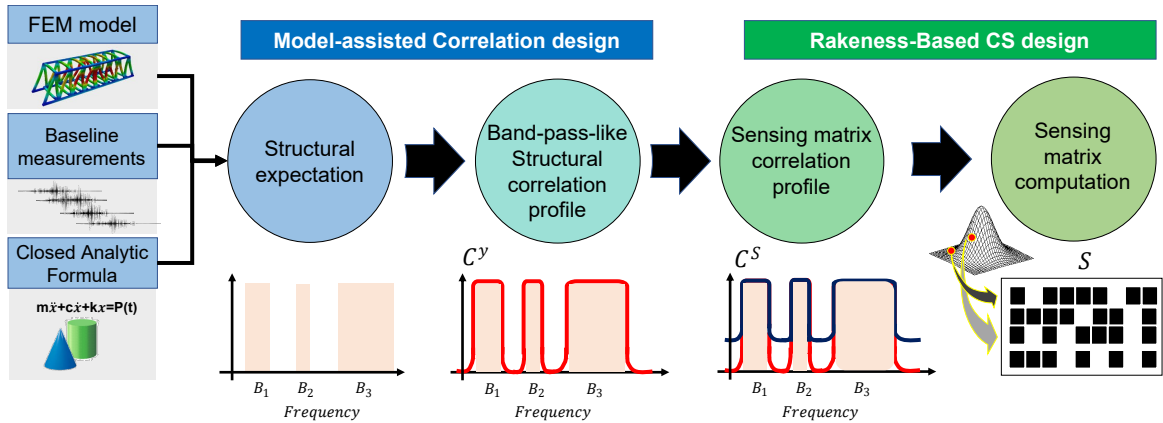 FEM model
Baseline
measurements
Closed Analytic
Formula
mẍ+cẋ+kx=P(t)
Model-assisted Correlation design
Rakeness-Based CS design
Structural
expectation
Band-pass-like
Structural
correlation
profile
Sensing matrix
correlation
profile
Sensing
matrix
computation
B₁ B₂ B₃
Frequency
Cʸ
B₁ B₂ B₃
Frequency
Cˢ
B₁ B₂ B₃
Frequency
S